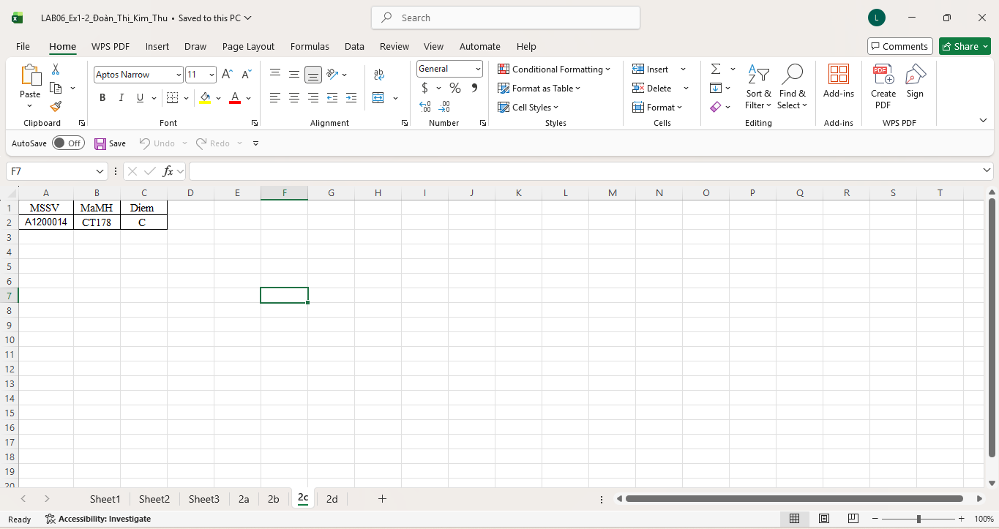 LAB06_Ex1-2_Đoàn_Thị_Kim_Thu • Saved to this PC
Search
L
File Home WPS PDF Insert Draw Page Layout Formulas Data Review View Automate Help Comments Share
Paste
Clipboard
Aptos Narrow 11
B I U
Font
ab
Alignment
General
$ % ,
Number
Conditional Formatting
Format as Table
Cell Styles
Styles
Insert
Delete
Format
Cells
Sort & Filter
Find & Select
Editing
Add-ins
Add-ins
Create PDF
Sign
WPS PDF
AutoSave Off Save Undo Redo
F7 fx
A B C D E F G H I J K L M N O P Q R S T
1 MSSV MaMH Diem
2 A1200014 CT178 C
3
4
5
6
7
8
9
10
11
12
13
14
15
16
17
18
19
20
Sheet1 Sheet2 Sheet3 2a 2b 2c 2d
Ready Accessibility: Investigate 100%